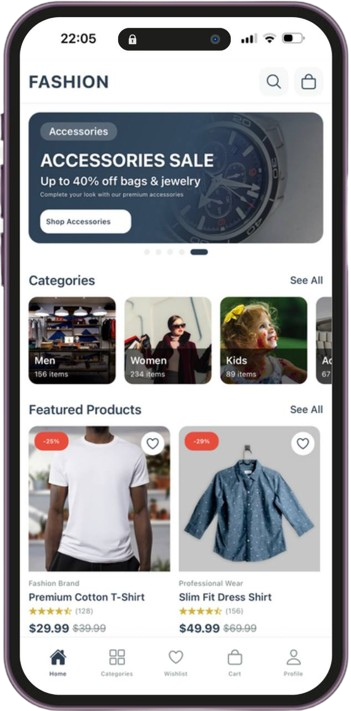 22:05
FASHION
Accessories
ACCESSORIES SALE
Up to 40% off bags & jewelry
Complete your look with our premium accessories
Shop Accessories
Categories See All
Men
156 items
Women
234 items
Kids
89 items
Ac
67
Featured Products See All
-25%
-29%
Fashion Brand
Premium Cotton T-Shirt
(128)
$29.99 $39.99
Professional Wear
Slim Fit Dress Shirt
(156)
$49.99 $69.99
Home
Categories
Wishlist
Cart
Profile